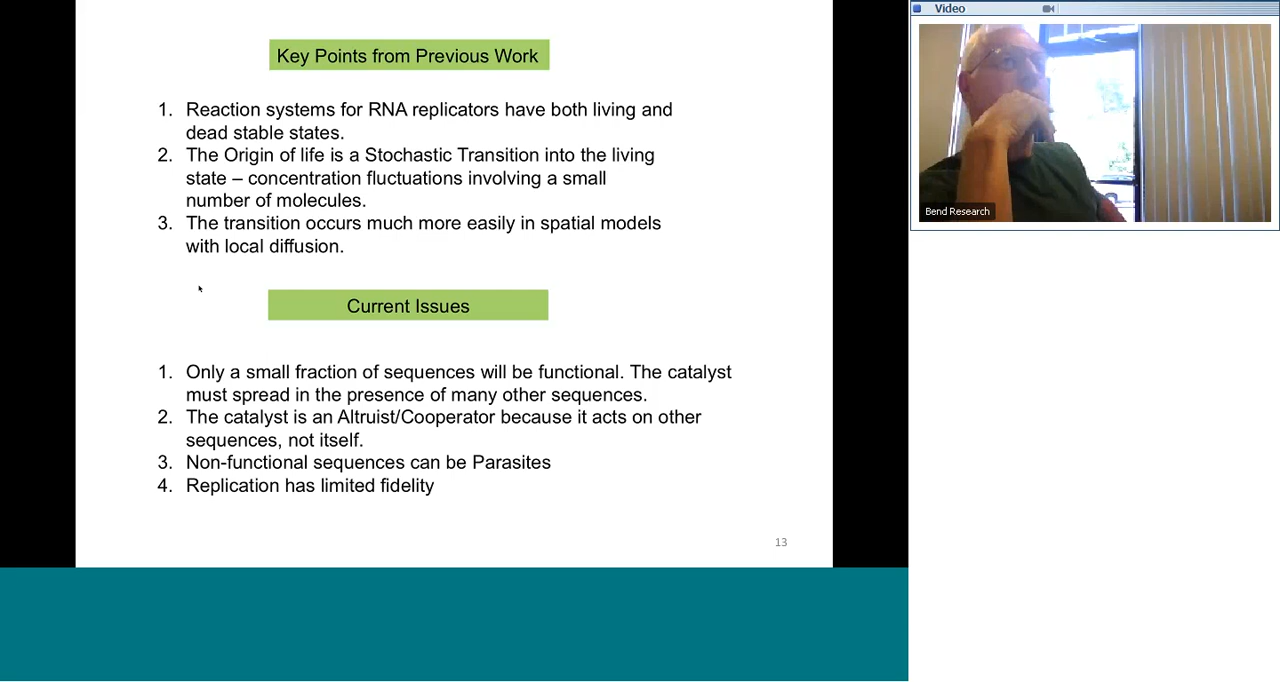 Key Points from Previous Work
1. Reaction systems for RNA replicators have both living and
dead stable states.
2. The Origin of life is a Stochastic Transition into the living
state – concentration fluctuations involving a small
number of molecules.
3. The transition occurs much more easily in spatial models
with local diffusion.
Current Issues
1. Only a small fraction of sequences will be functional. The catalyst
must spread in the presence of many other sequences.
2. The catalyst is an Altruist/Cooperator because it acts on other
sequences, not itself.
3. Non-functional sequences can be Parasites
4. Replication has limited fidelity
13
Video
Bend Research